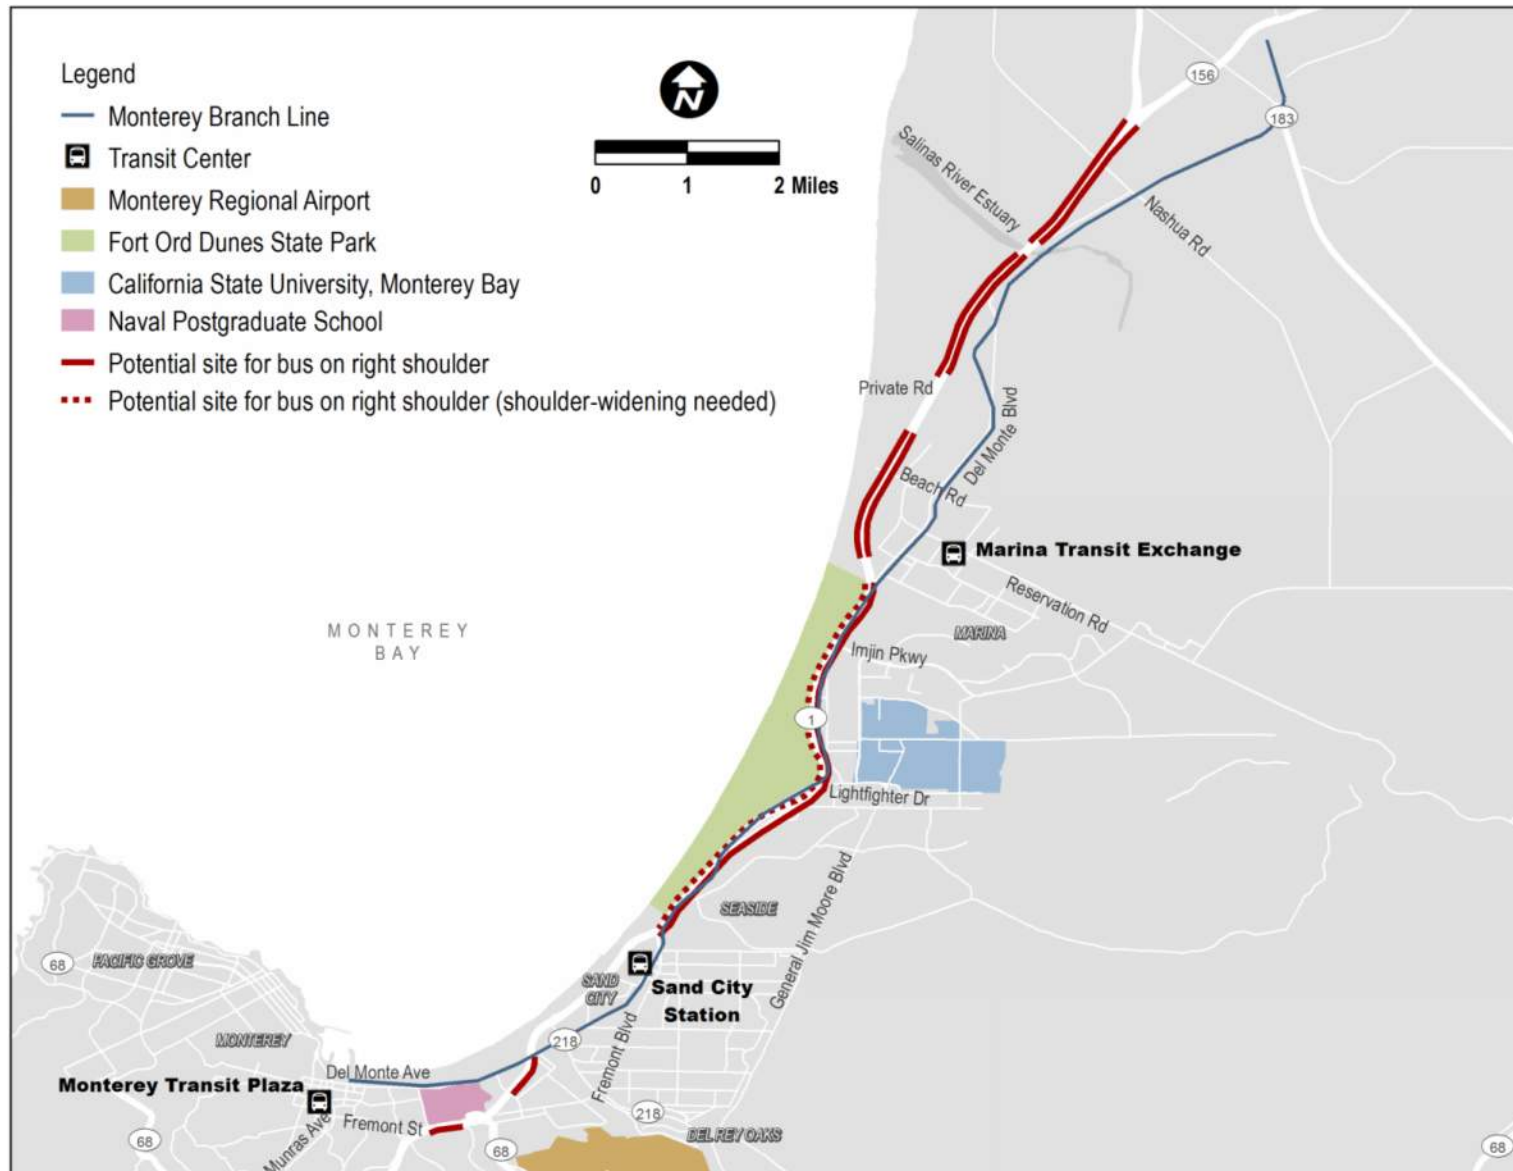 Legend
Monterey Branch Line
Transit Center
Monterey Regional Airport
Fort Ord Dunes State Park
California State University, Monterey Bay
Naval Postgraduate School
Potential site for bus on right shoulder
Potential site for bus on right shoulder (shoulder-widening needed)
N
0 1 2 Miles
156
183
Salinas River Estuary
Nashua Rd
Private Rd
Del Monte Blvd
Beach Rd
Marina Transit Exchange
Reservation Rd
MARINA
MONTEREY
BAY
Imjin Pkwy
1
Lightfighter Dr
General Jim Moore Blvd
SEASIDE
68
PACIFIC GROVE
SAND
CITY
Sand City
Station
218
Fremont Blvd
MONTEREY
Del Monte Ave
Monterey Transit Plaza
Fremont St
Munras Ave
218
DEL REY OAKS
68
68
68